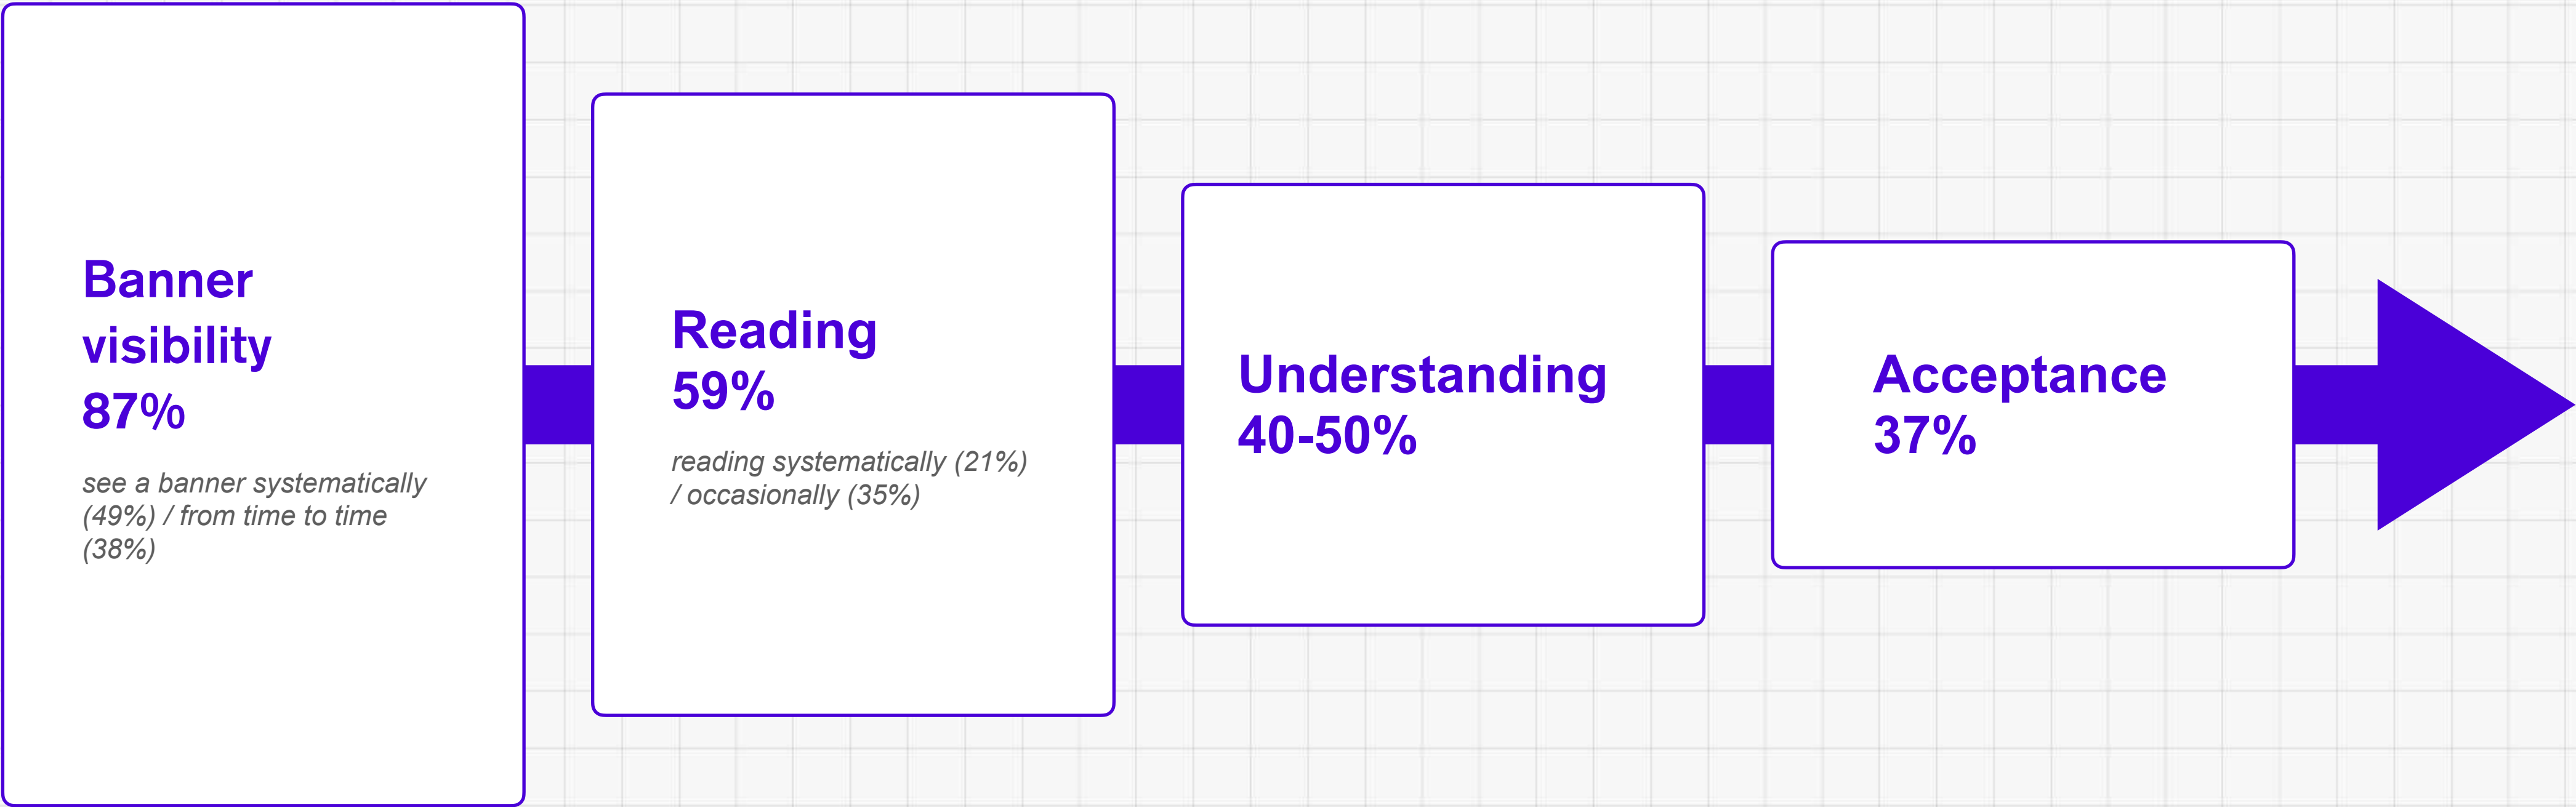 Banner
visibility
87%
see a banner systematically
(49%) / from time to time
(38%)
Reading
59%
reading systematically (21%)
/ occasionally (35%)
Understanding
40-50%
Acceptance
37%